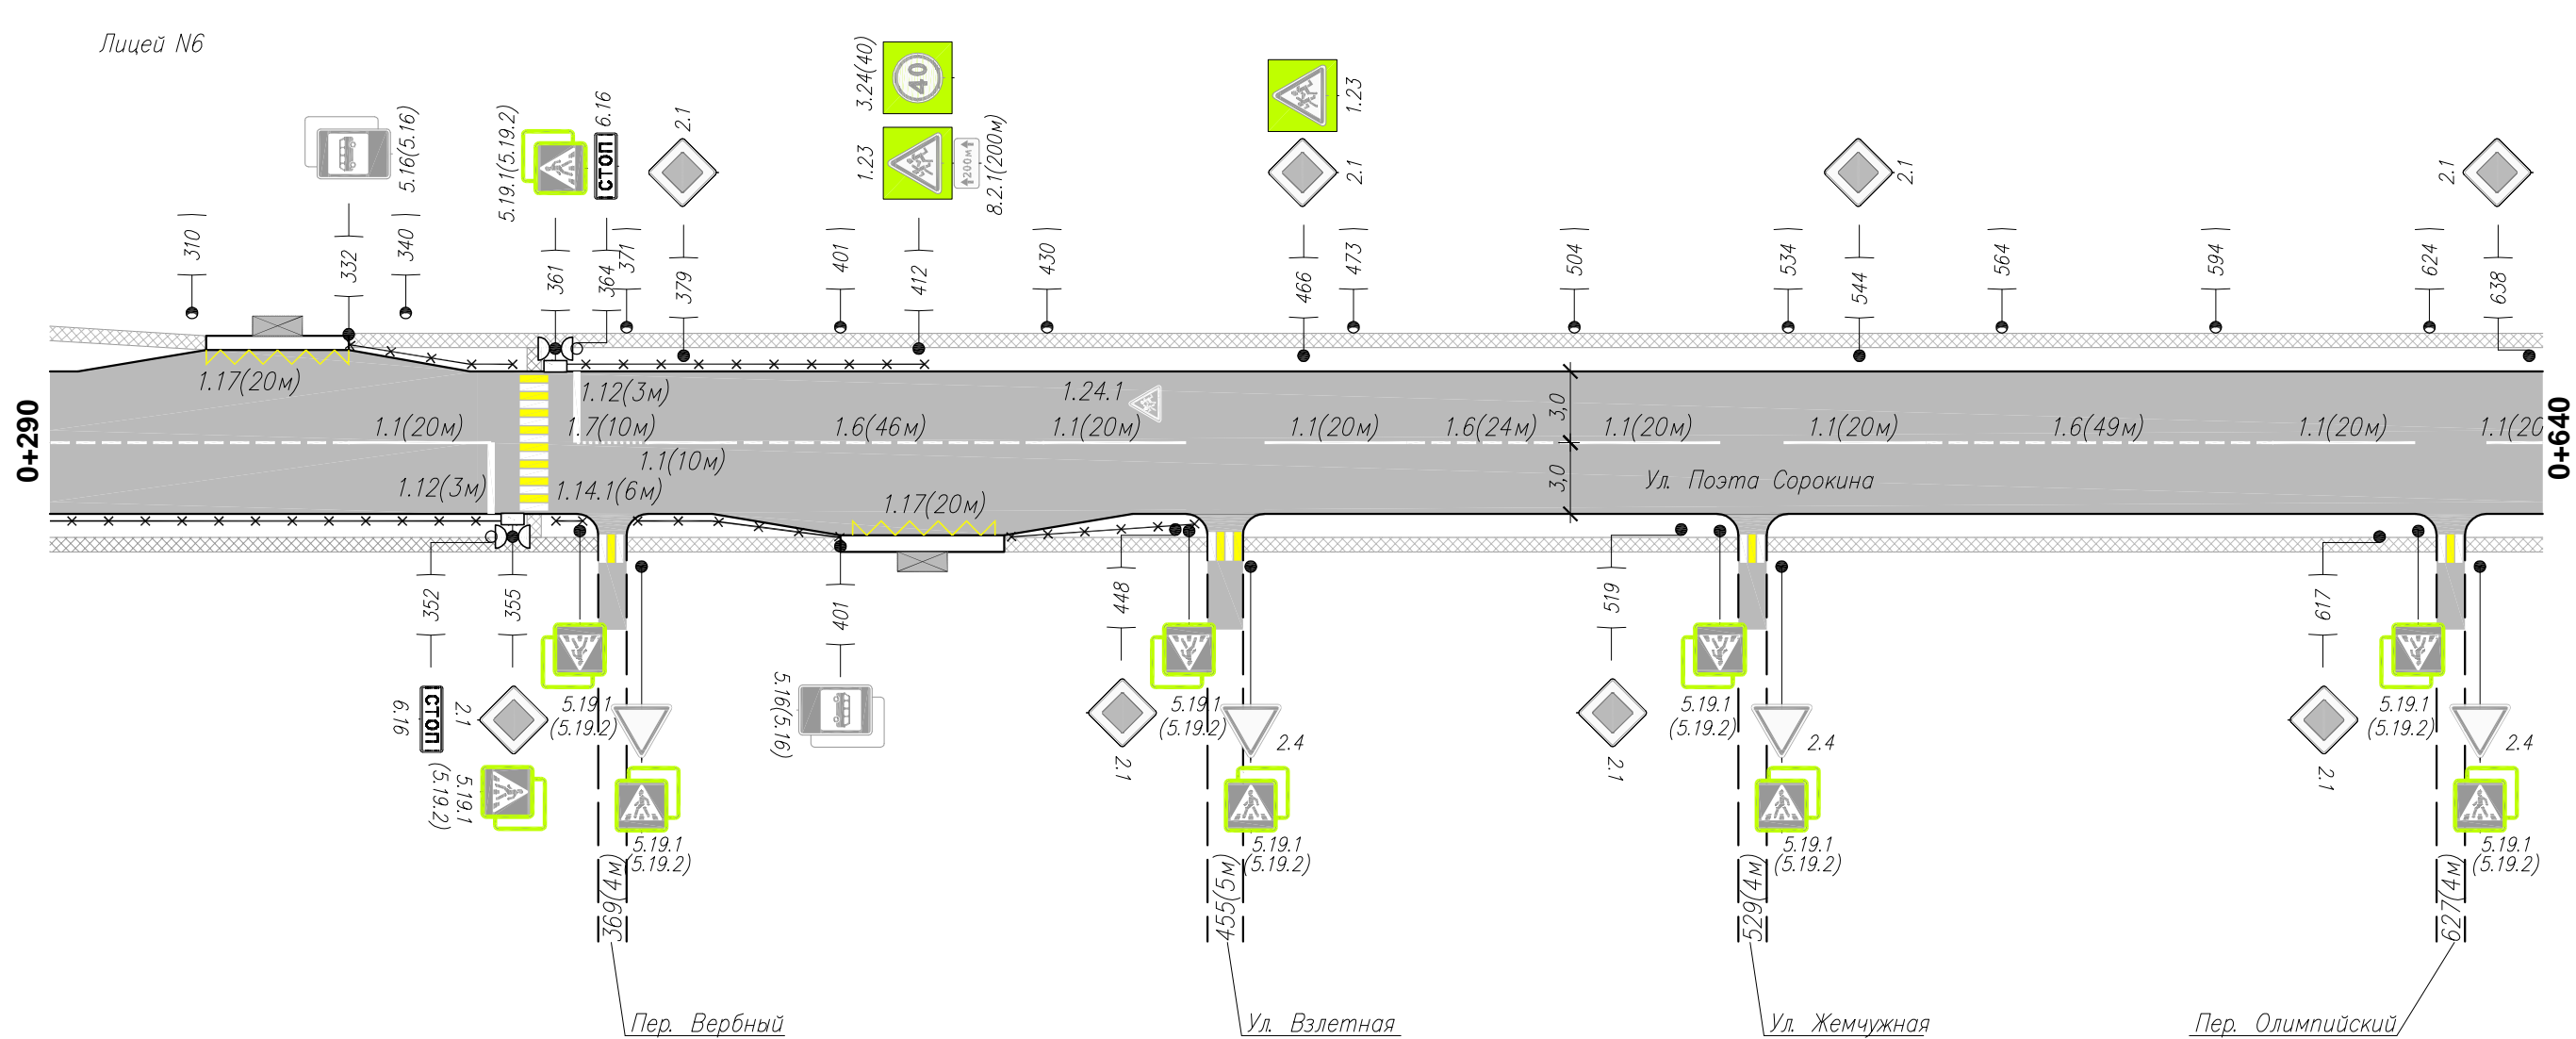 Лицей N6
3.24(40)
40
1.23
5.16(5.16)
5.19.1(5.19.2)
6.16
СТОП
2.1
1.23
200м
8.2.1(200м)
2.1
2.1
2.1
310
332
340
361
364
371
379
401
412
430
466
473
504
534
544
564
594
624
638
0+290
0+640
1.17(20м)
1.12(3м)
1.24.1
3,0
1.1(20м)
1.7(10м)
1.6(46м)
1.1(20м)
1.1(20м)
1.6(24м)
1.1(20м)
1.1(20м)
1.6(49м)
1.1(20м)
1.1(20
1.1(10м)
1.12(3м)
1.14.1(6м)
1.17(20м)
3,0
Ул. Поэта Сорокина
352
355
401
448
519
617
6.16
СТОП
2.1
5.19.1
(5.19.2)
5.19.1
(5.19.2)
5.16(5.16)
2.1
5.19.1
(5.19.2)
2.4
2.1
5.19.1
(5.19.2)
2.4
2.1
5.19.1
(5.19.2)
2.4
5.19.1
(5.19.2)
5.19.1
(5.19.2)
5.19.1
(5.19.2)
5.19.1
(5.19.2)
369(4м)
455(5м)
529(4м)
627(4м)
Пер. Вербный
Ул. Взлетная
Ул. Жемчужная
Пер. Олимпийский